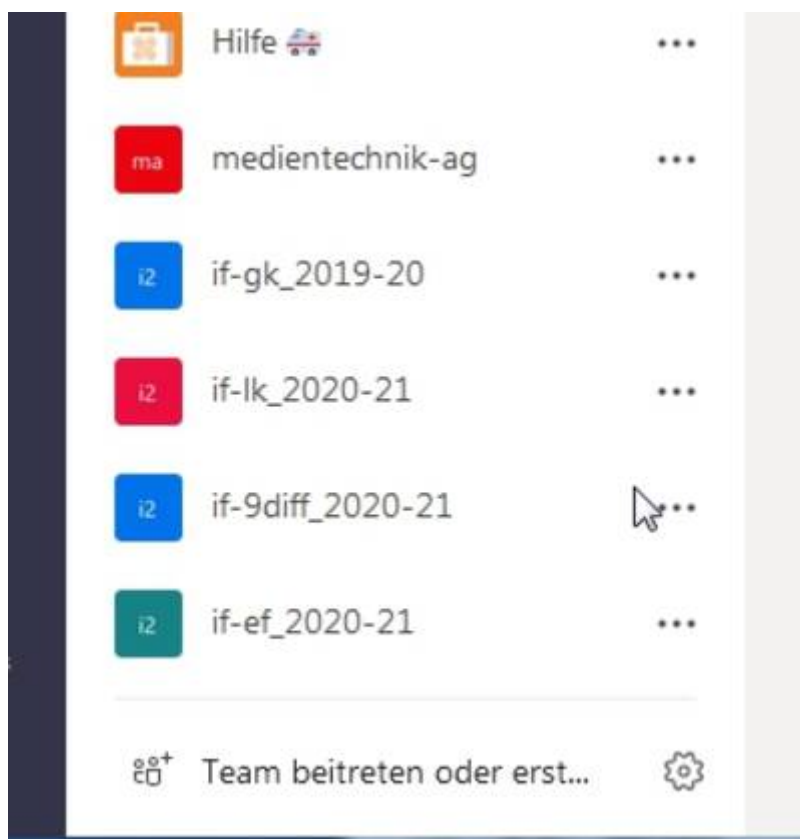 Hilfe 🚑
ma medientechnik-ag
i2 if-gk_2019-20
i2 if-lk_2020-21
i2 if-9diff_2020-21
i2 if-ef_2020-21
Team beitreten oder erst...